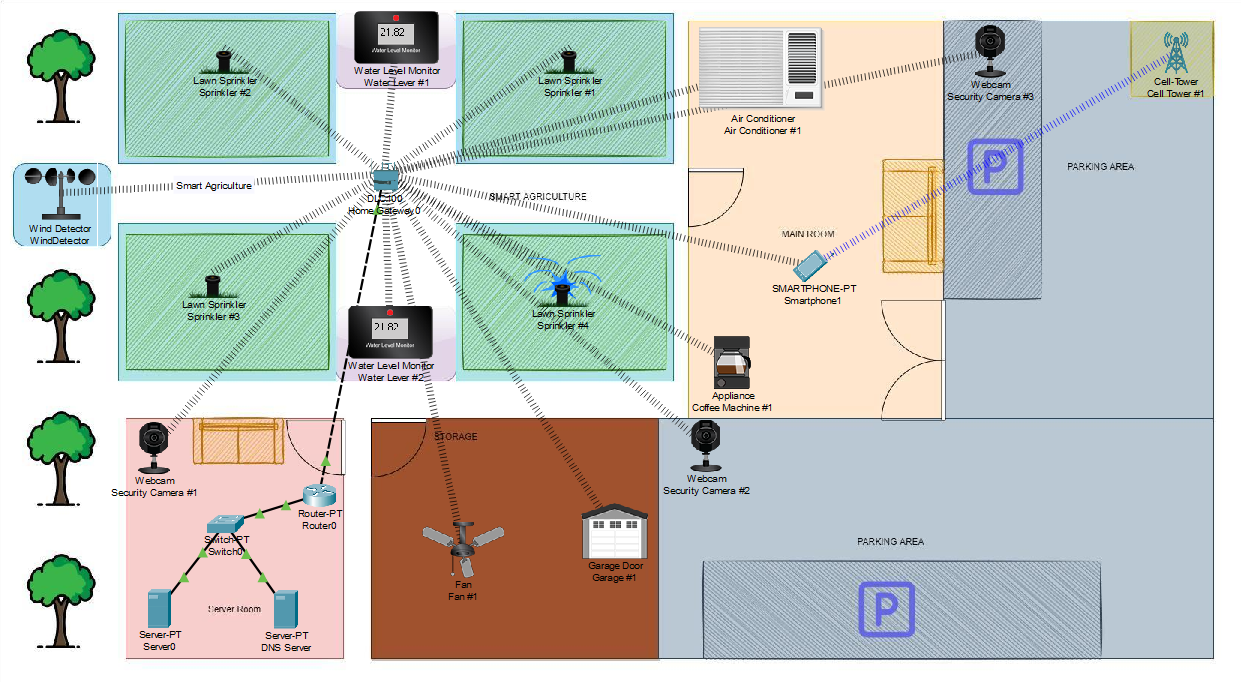 21.82
Water Level Monitor
Water Level Monitor
Water Lever #1
Lawn Sprinkler
Sprinkler #2
Lawn Sprinkler
Sprinkler #1
Air Conditioner
Air Conditioner #1
Webcam
Security Camera #3
Cell-Tower
Cell Tower #1
P
PARKING AREA
Smart Agriculture
DLC100
Home Gateway0
SMART AGRICULTURE
Wind Detector
WindDetector
MAIN ROOM
SMARTPHONE-PT
Smartphone1
Lawn Sprinkler
Sprinkler #3
21.82
Water Level Monitor
Water Level Monitor
Water Lever #2
Lawn Sprinkler
Sprinkler #4
Appliance
Coffee Machine #1
STORAGE
Webcam
Security Camera #1
Webcam
Security Camera #2
Router-PT
Router0
Switch-PT
Switch0
PARKING AREA
Garage Door
Garage #1
Fan
Fan #1
Server Room
P
Server-PT
Server0
Server-PT
DNS Server